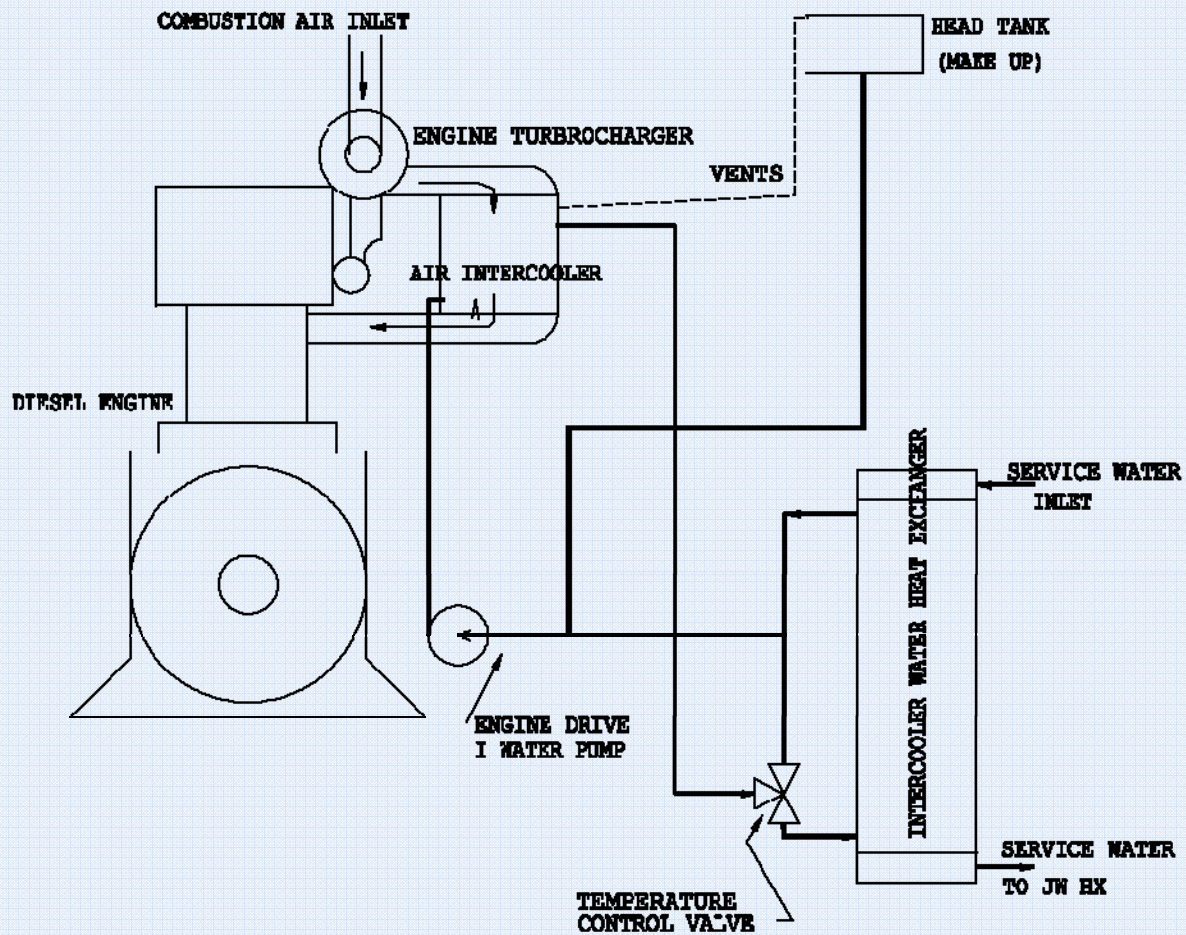 COMBUSTION AIR INLET
HEAD TANK
(MAKE UP)
ENGINE TURBROCHARGER
VENTS
AIR INTERCOOLER
DIESEL ENGINE
INTERCOOLER WATER HEAT EXCHANGER
SERVICE WATER
INLET
ENGINE DRIVE
I WATER PUMP
SERVICE WATER
TO JW HX
TEMPERATURE
CONTROL VALVE